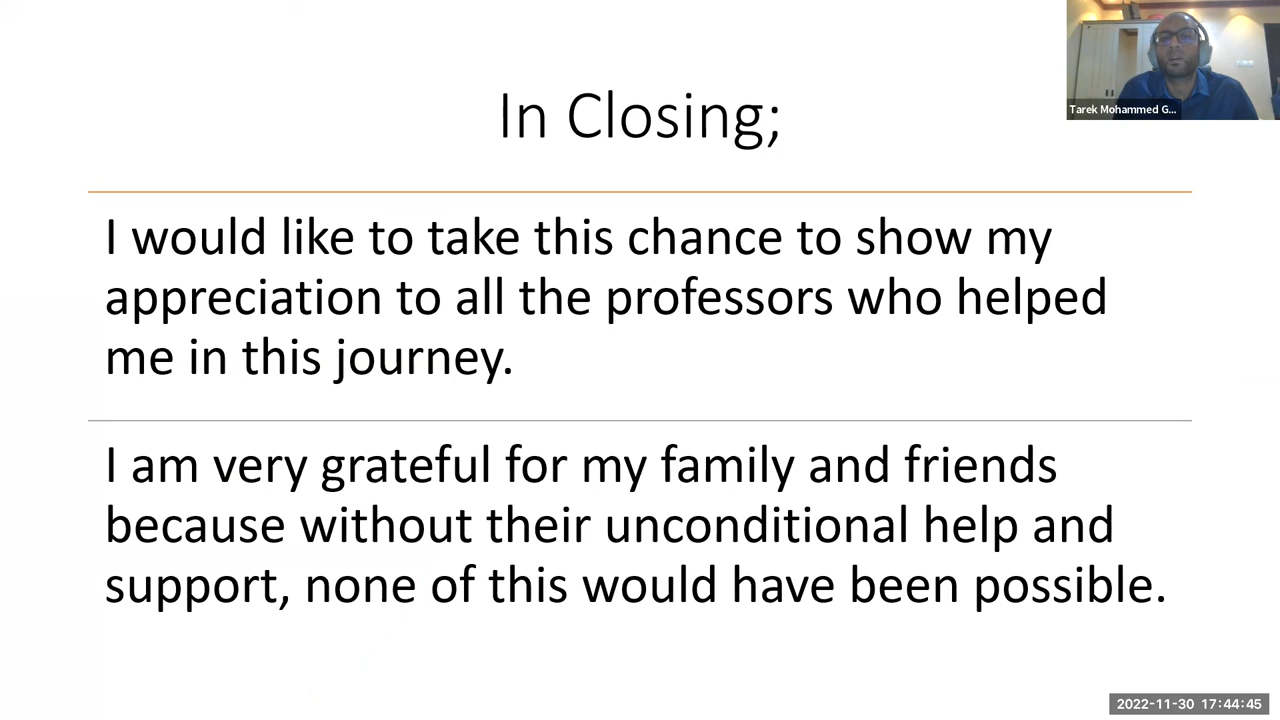 Tarek Mohammed G...
In Closing;
I would like to take this chance to show my
appreciation to all the professors who helped
me in this journey.
I am very grateful for my family and friends
because without their unconditional help and
support, none of this would have been possible.
2022-11-30 17:44:45